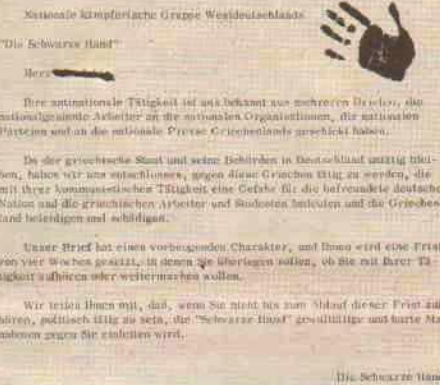 Nationale kämpferische Gruppe Westdeutschlands
"Die Schwarze Hand"
Herr
Ihre antinationale Tätigkeit ist uns bekannt aus mehreren Briefen, die
nationalgesinnte Arbeiter an die nationalen Organisationen, die nationalen
Parteien und an die nationale Presse Griechenlands geschickt haben.
Da der griechische Staat und seine Behörden in Deutschland untätig blei-
ben, haben wir uns entschlossen, gegen diese Griechen tätig zu werden, die
mit ihrer kommunistischen Tätigkeit eine Gefahr für die befreundete deutsche
Nation und die griechischen Arbeiter und Studenten bedeuten und die Griechen-
land beleidigen und schädigen.
Unser Brief hat einen vorbeugenden Charakter, und Ihnen wird eine Frist
von vier Wochen gesetzt, in denen Sie überlegen sollen, ob Sie mit Ihrer Tä-
tigkeit aufhören oder weitermachen wollen.
Wir teilen Ihnen mit, daß, wenn Sie nicht bis zum Ablauf dieser Frist auf
hören, politisch tätig zu sein, die "Schwarze Hand" gewalttätige und harte Ma
nahmen gegen Sie einleiten wird.
Die Schwarze Hand